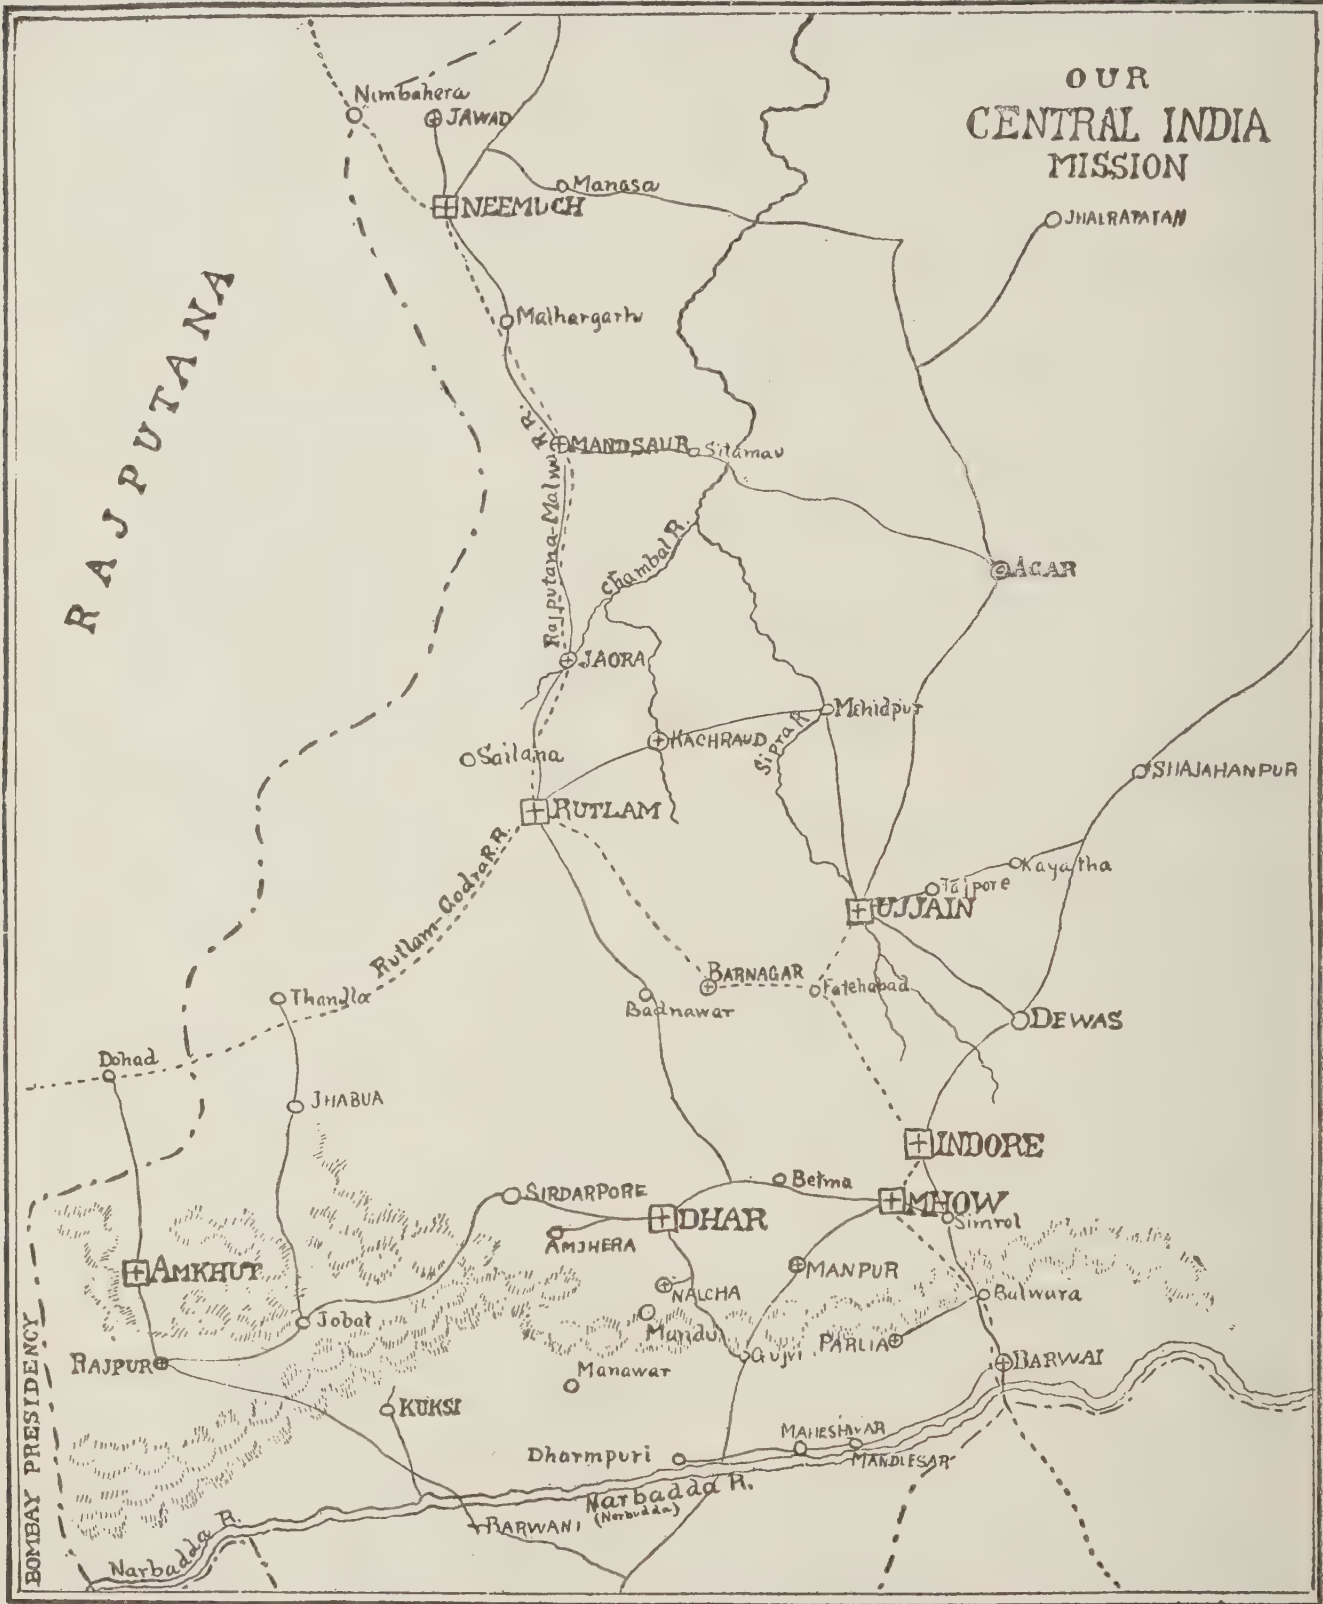 OUR
CENTRAL INDIA
MISSION
Nimbahera
JAWAD
NEEMUCH
Manasa
JHALRAPATAN
RAJPUTANA
Malhargarh
MANDSAUR
Sitamau
Rajputana-Malwa R.R.
Chambal R.
AGAR
JAORA
Mehidpur
Sipra R.
KACHRAUD
Sailana
SHAJAHANPUR
RUTLAM
Rutlam-Godra R.R.
Kayatha
Tajpore
UJJAIN
BARNAGAR
Fatehabad
Thandla
Badnawar
DEWAS
Dohad
JHABUA
INDORE
Betma
SIRDARPORE
MHOW
DHAR
Simrol
AMJHERA
AMKHUT
MANPUR
NALCHA
Bulwura
Jobat
Mundu
PARLIA
Gujri
BARWAI
RAJPUR
Manawar
KUKSI
BOMBAY PRESIDENCY
MAHESHWAR
Dharmpuri
MANDLESAR
Narbadda R.
(Nerbudda)
BARWANI
Narbadda R.